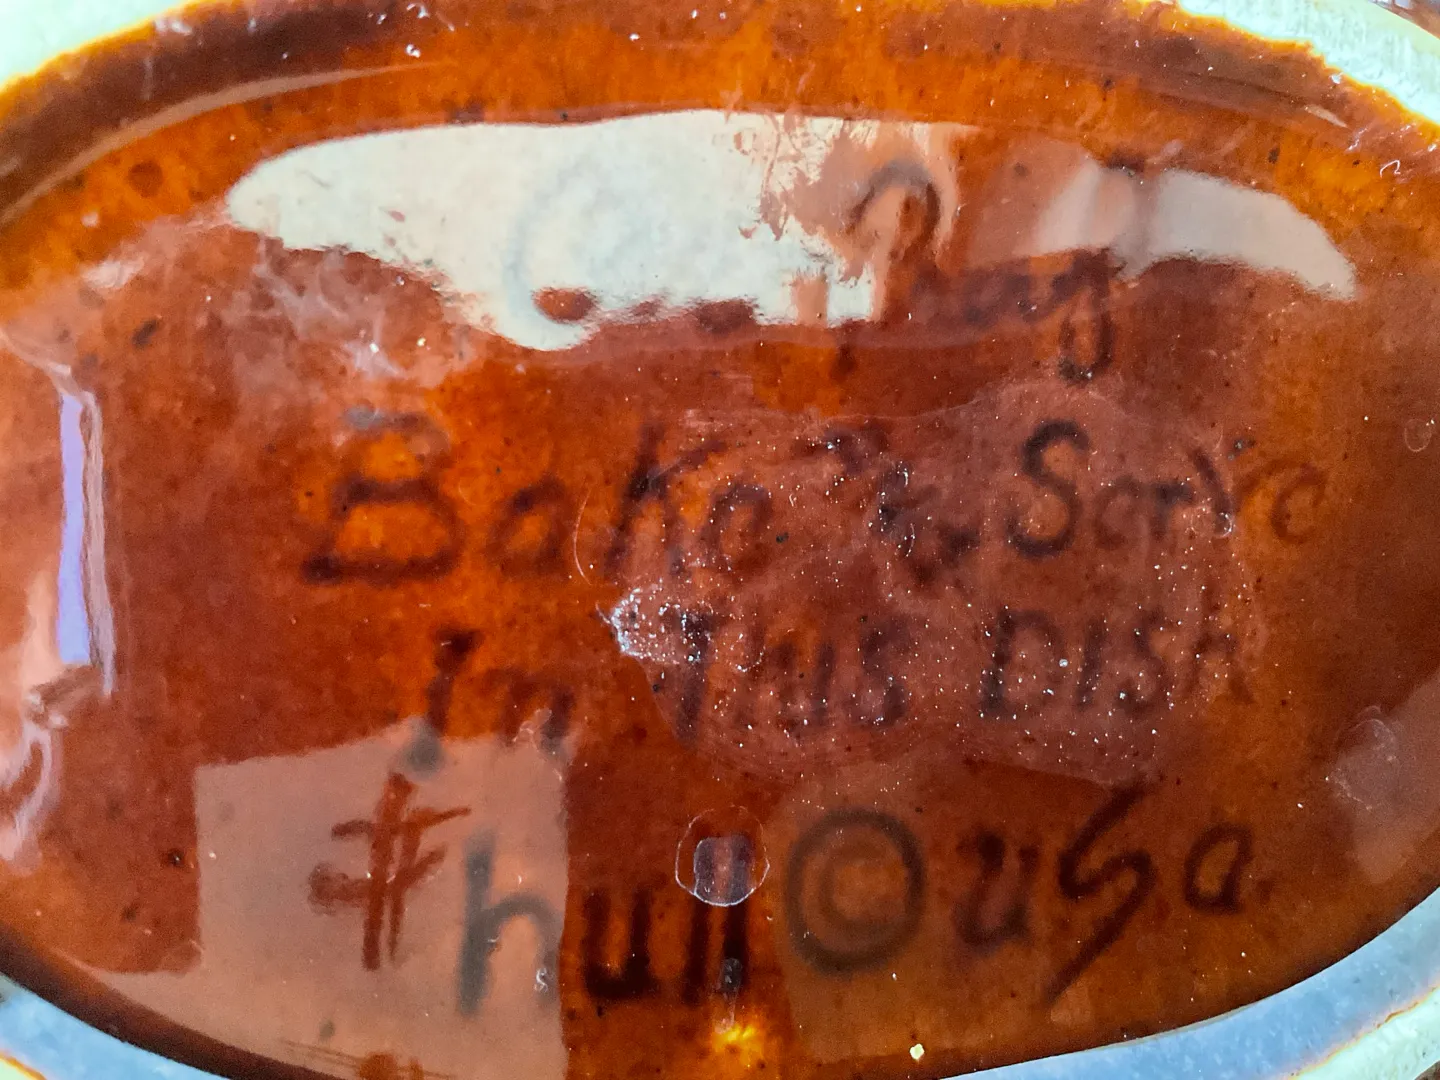 Bake & Serve
in This DISH
# hull © usa